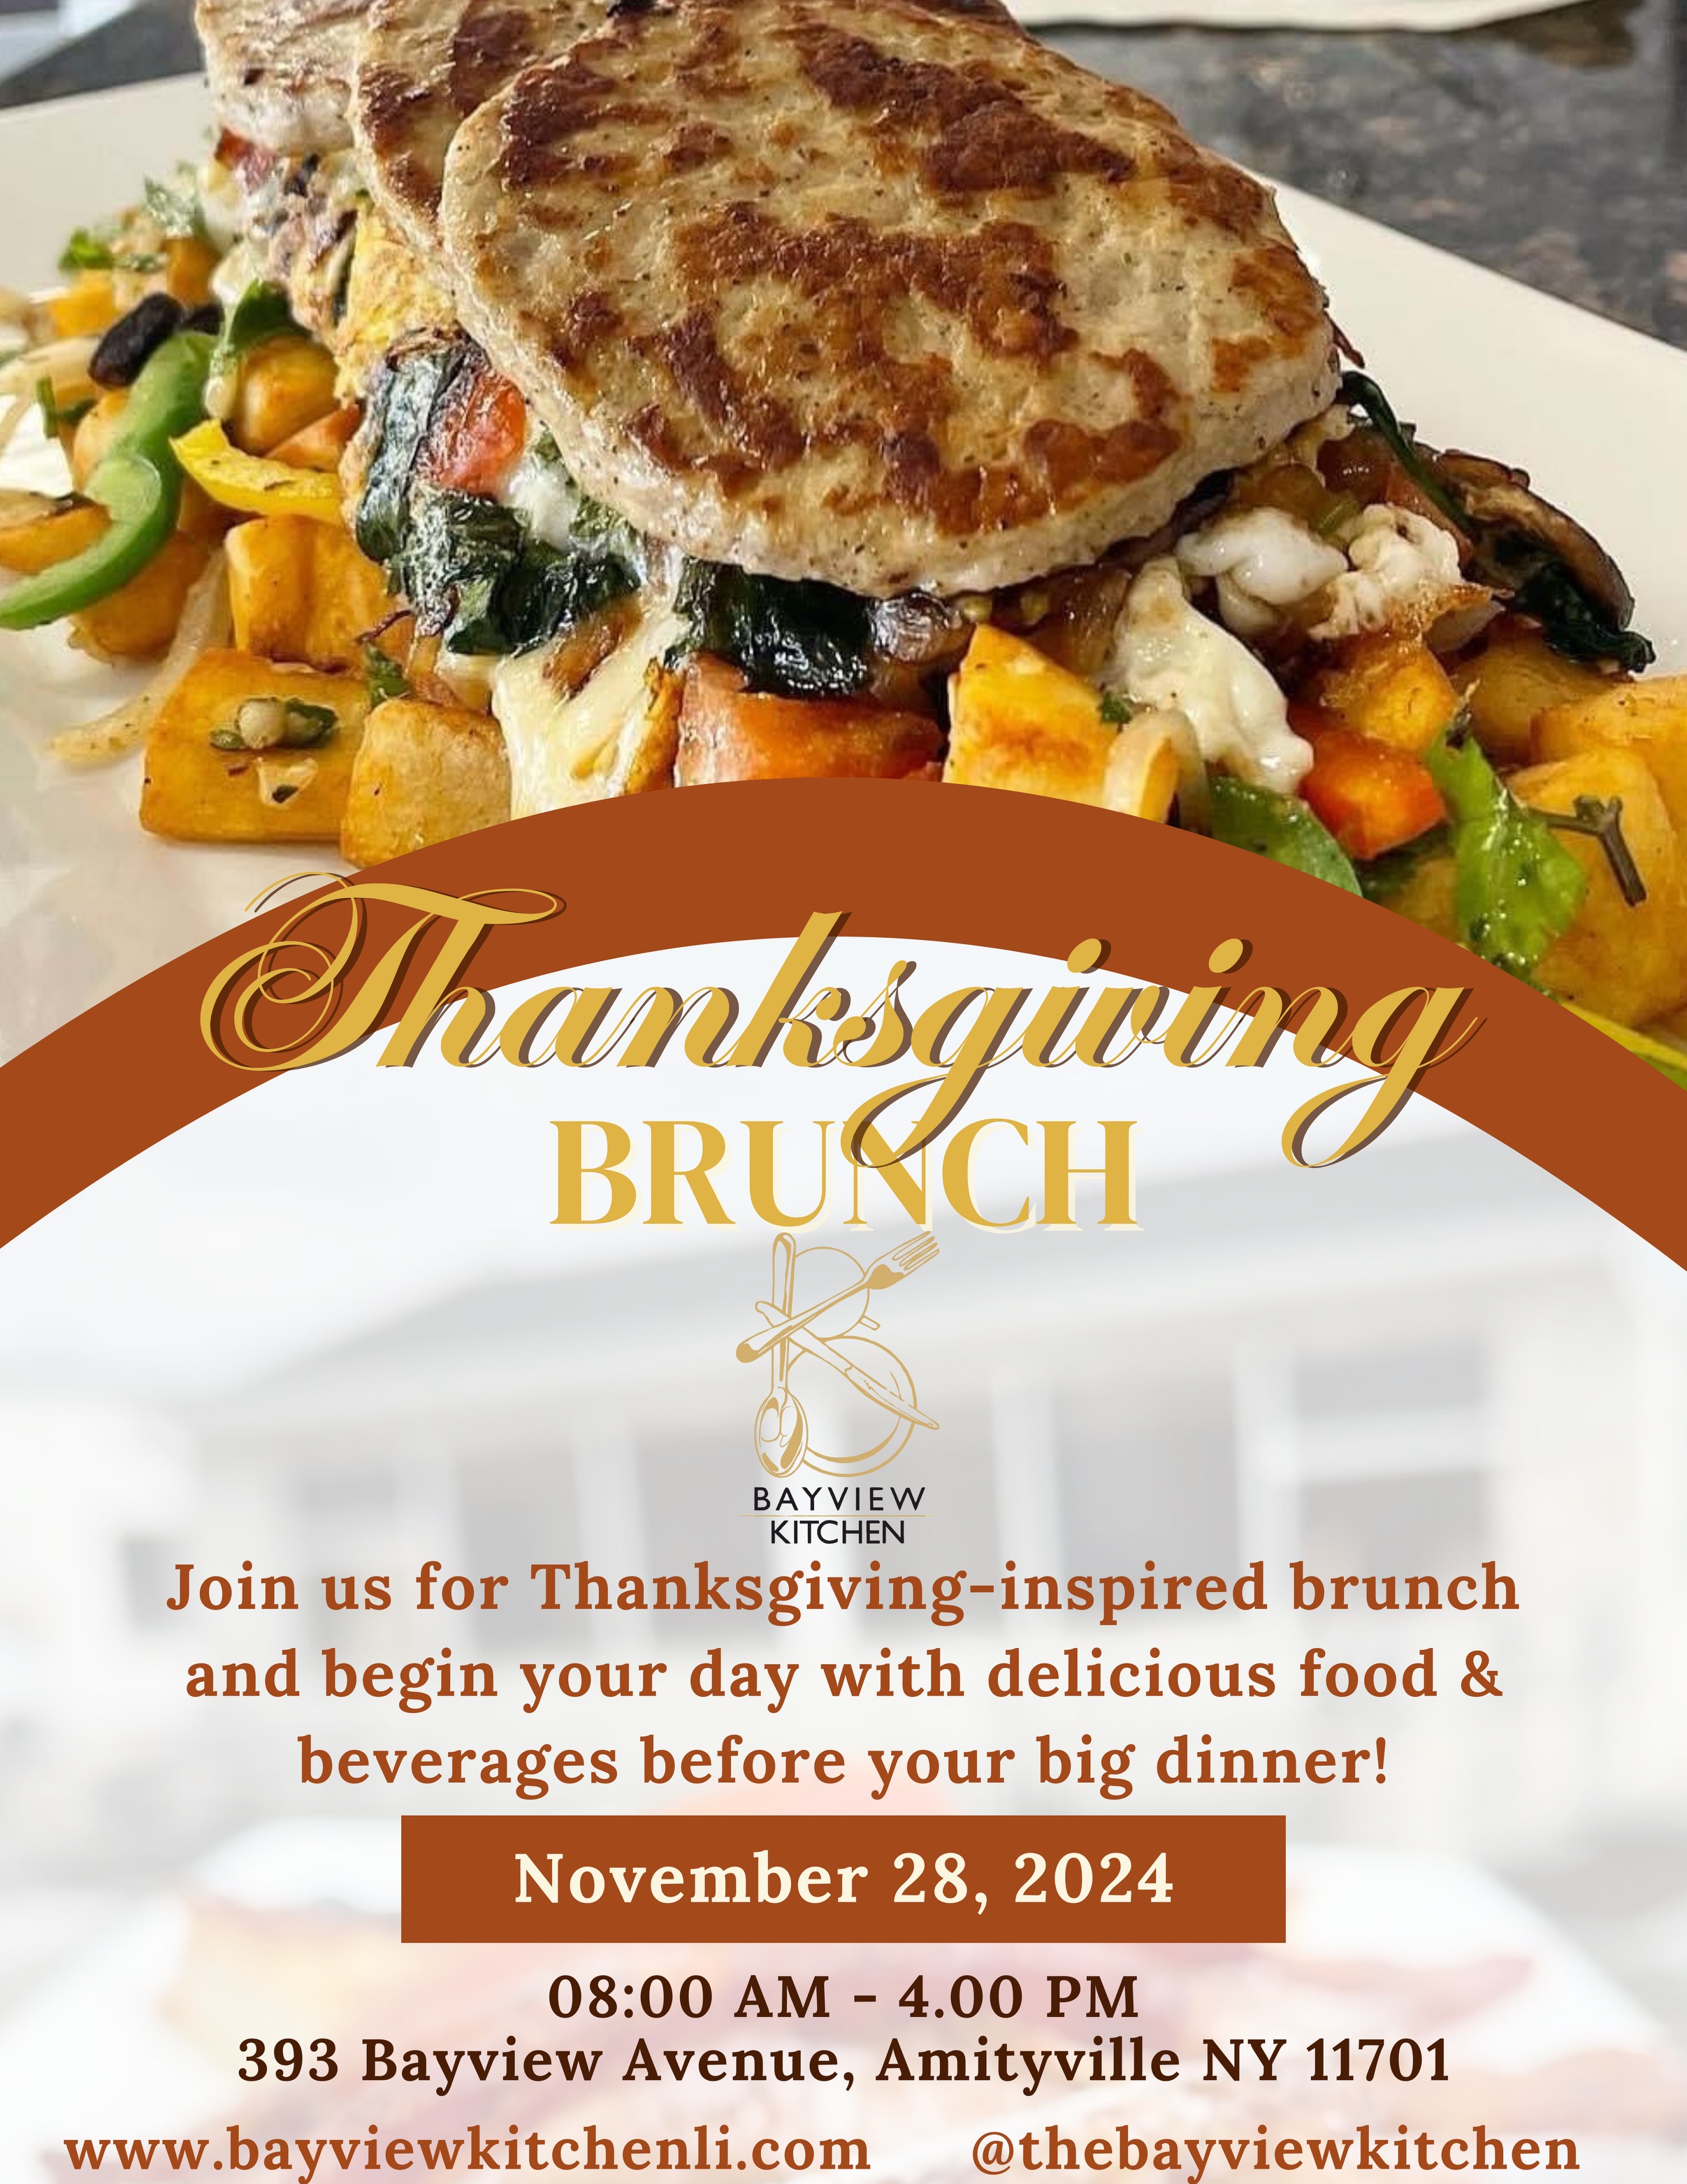 Thanksgiving
BRUNCH
BAYVIEW
KITCHEN
Join us for Thanksgiving-inspired brunch
and begin your day with delicious food &
beverages before your big dinner!
November 28, 2024
08:00 AM - 4.00 PM
393 Bayview Avenue, Amityville NY 11701
www.bayviewkitchenli.com @thebayviewkitchen